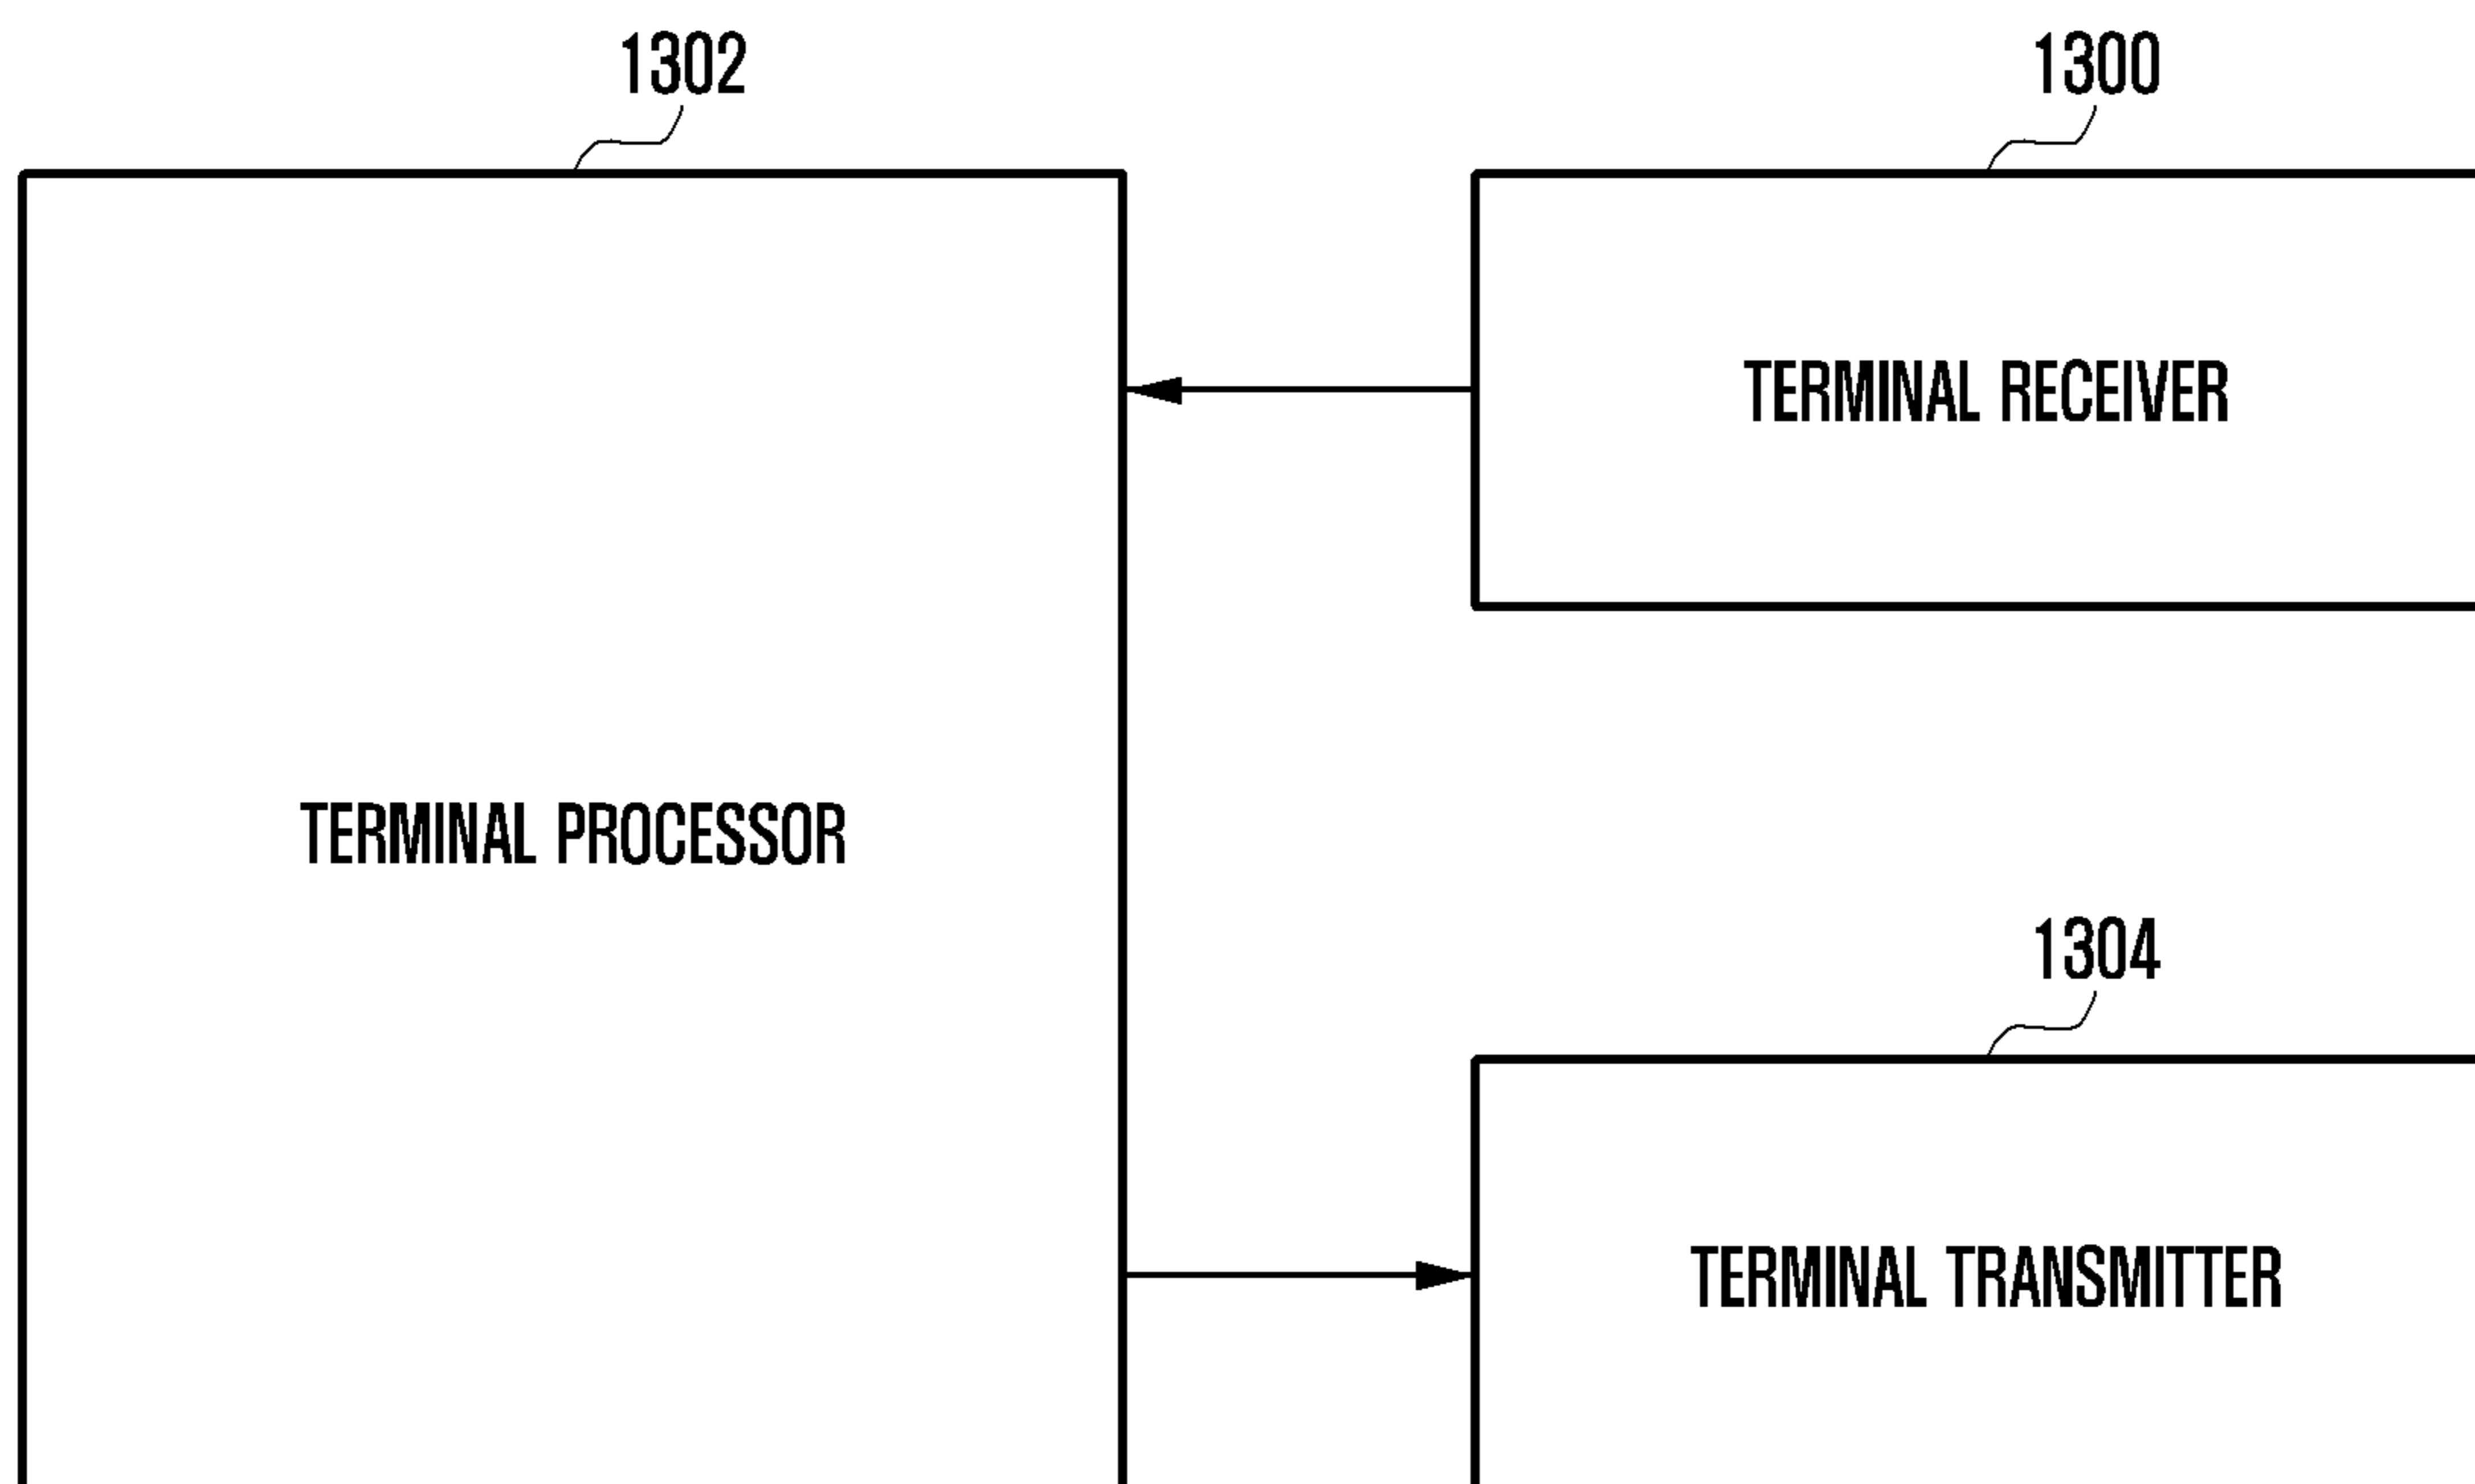 1302
1300
TERMINAL RECEIVER
TERMINAL PROCESSOR
1304
TERMINAL TRANSMITTER